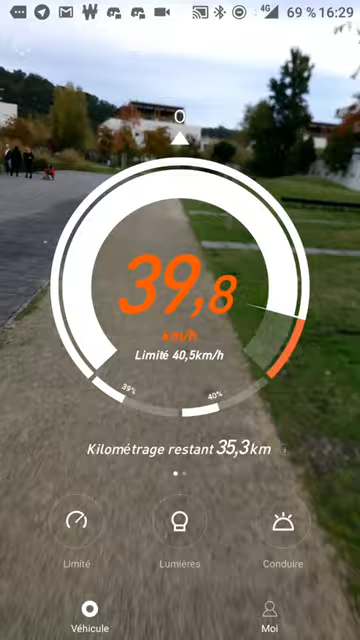 4G 69 % 16:29
O
39,8
km/h
Limité 40,5km/h
39% 40%
Kilométrage restant 35,3km
Limité Lumières Conduire
Véhicule Moi